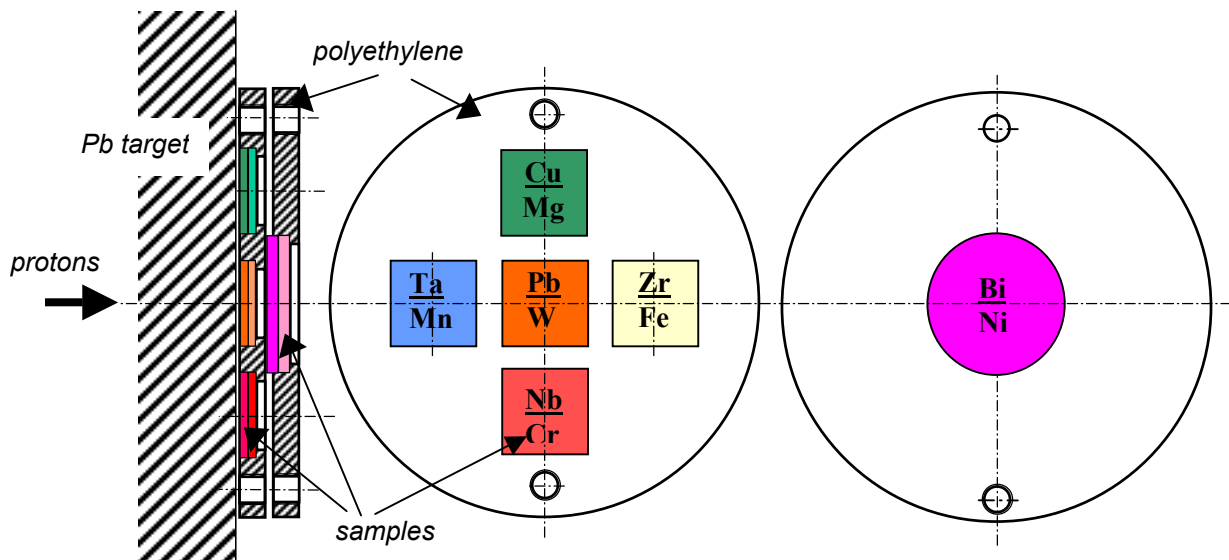 polyethylene
Pb target
protons
samples
Cu
Mg
Ta
Mn
Pb
W
Zr
Fe
Nb
Cr
Bi
Ni